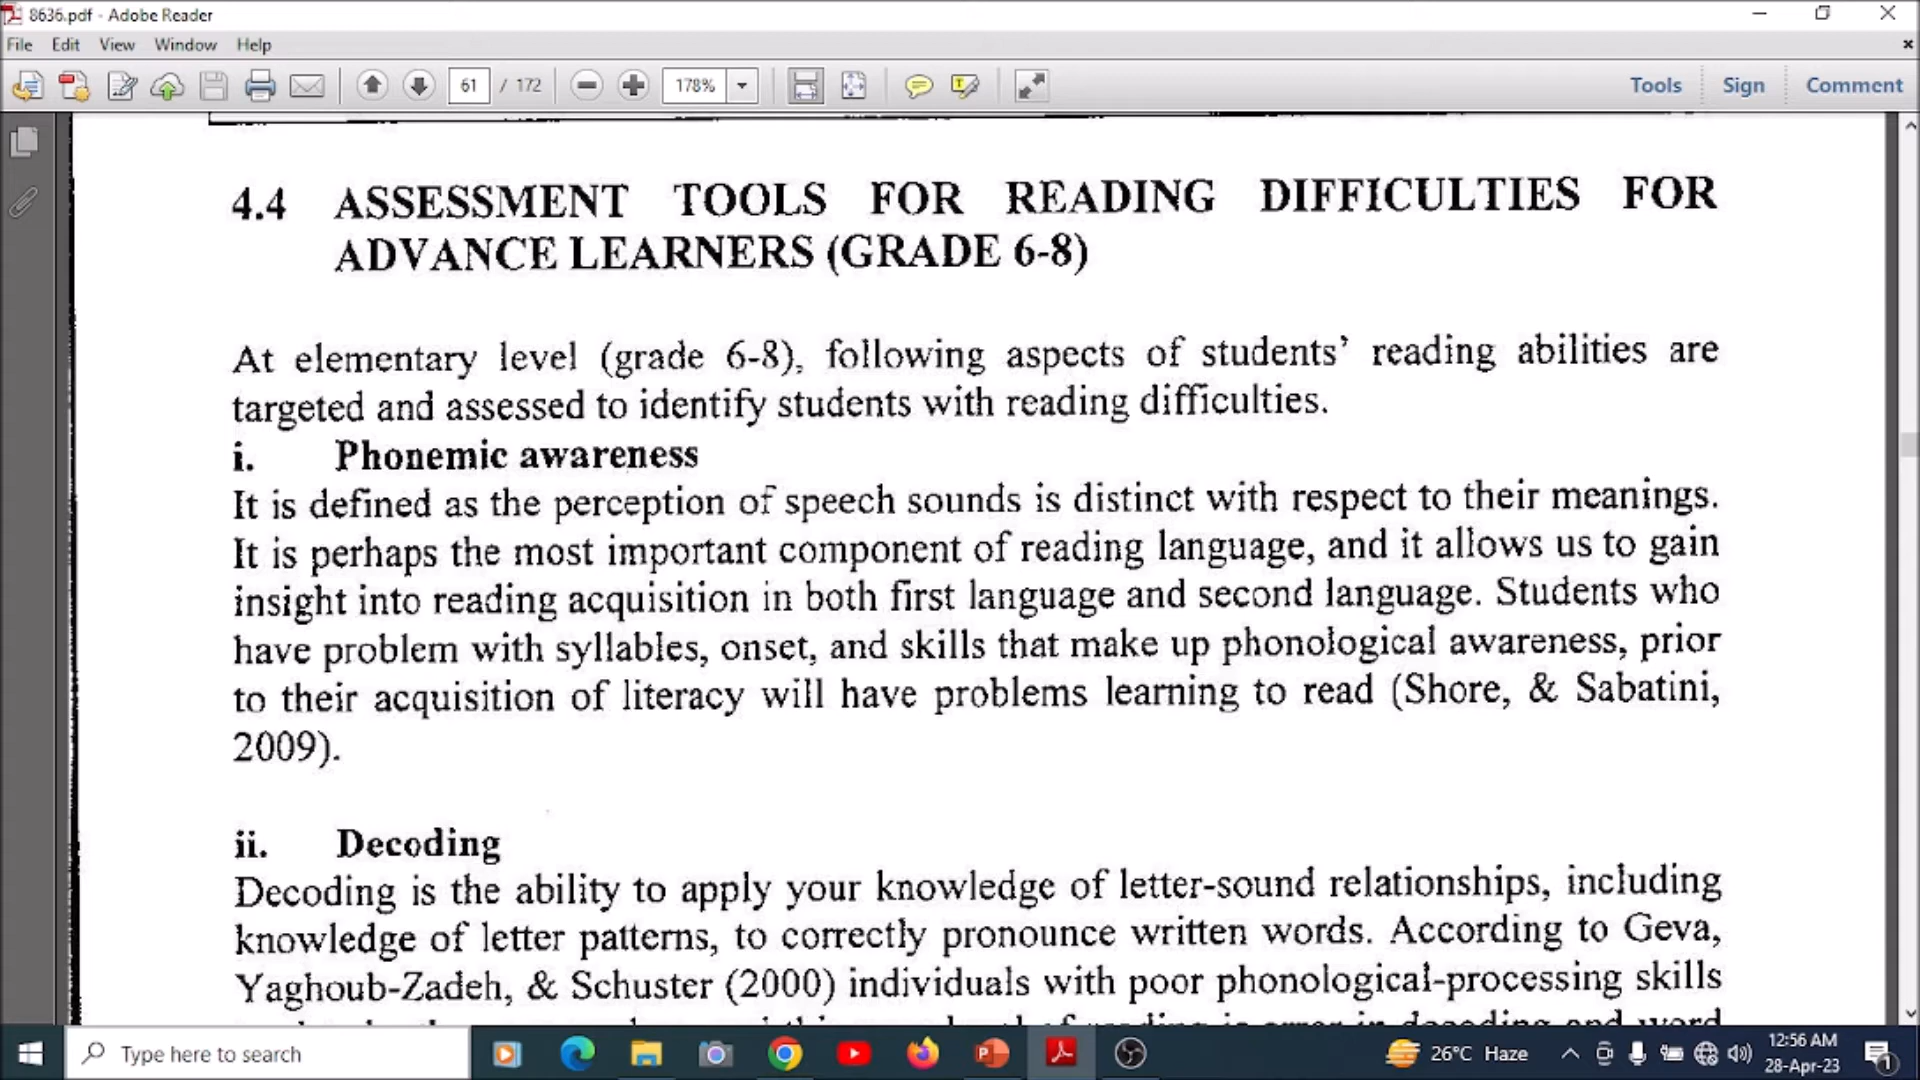 8636.pdf - Adobe Reader
File Edit View Window Help
61 / 172 178% Tools Sign Comment
4.4 ASSESSMENT TOOLS FOR READING DIFFICULTIES FOR
ADVANCE LEARNERS (GRADE 6-8)
At elementary level (grade 6-8), following aspects of students' reading abilities are
targeted and assessed to identify students with reading difficulties.
i. Phonemic awareness
It is defined as the perception of speech sounds is distinct with respect to their meanings.
It is perhaps the most important component of reading language, and it allows us to gain
insight into reading acquisition in both first language and second language. Students who
have problem with syllables, onset, and skills that make up phonological awareness, prior
to their acquisition of literacy will have problems learning to read (Shore, & Sabatini,
2009).
ii. Decoding
Decoding is the ability to apply your knowledge of letter-sound relationships, including
knowledge of letter patterns, to correctly pronounce written words. According to Geva,
Yaghoub-Zadeh, & Schuster (2000) individuals with poor phonological-processing skills
of reading is error in decoding and word
Type here to search 26°C Haze 12:56 AM
28-Apr-23 1